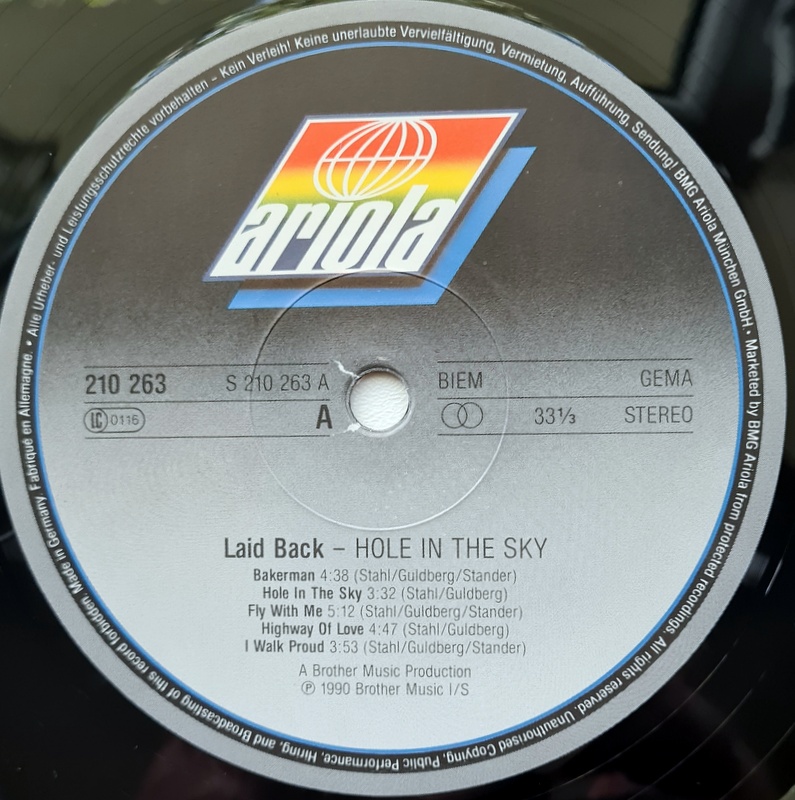 Alle Urheber- und Leistungsschutzrechte vorbehalten – Kein Verleih! Keine unerlaubte Vervielfältigung, Vermietung, Aufführung, Sendung! BMG Ariola München GmbH • Marketed by BMG Ariola from protected recordings. All rights reserved. Unauthorised Copying, Public Performance, Hiring, and Broadcasting of this record forbidden. Made in Germany. Fabriqué en Allemagne. •
ariola
210 263 S 210 263 A BIEM GEMA
LC 0116 A 33⅓ STEREO
Laid Back – HOLE IN THE SKY
Bakerman 4:38 (Stahl/Guldberg/Stander)
Hole In The Sky 3:32 (Stahl/Guldberg)
Fly With Me 5:12 (Stahl/Guldberg/Stander)
Highway Of Love 4:47 (Stahl/Guldberg)
I Walk Proud 3:53 (Stahl/Guldberg/Stander)
A Brother Music Production
℗ 1990 Brother Music I/S